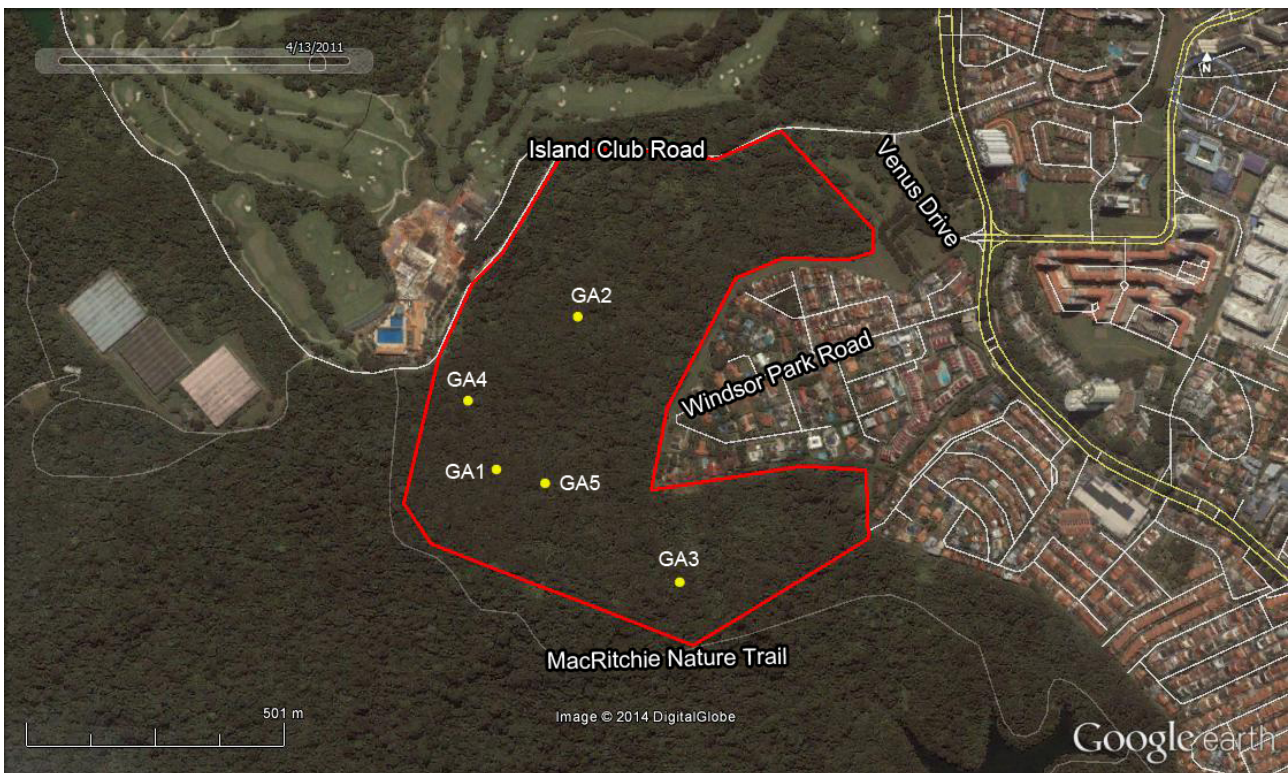 4/13/2011
N
Island Club Road
Venus Drive
GA2
Windsor Park Road
GA4
GA1
GA5
GA3
MacRitchie Nature Trail
501 m
Image © 2014 DigitalGlobe
Google earth